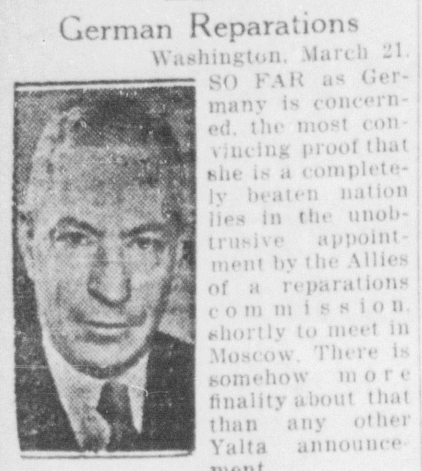 German Reparations
Washington, March 21.
SO FAR as Ger-
many is concern-
ed, the most con-
vincing proof that
she is a complete-
ly beaten nation
lies in the unob-
trusive appoint-
ment by the Allies
of a reparations
commission,
shortly to meet in
Moscow. There is
somehow more
finality about that
than any other
Yalta announce-
ment